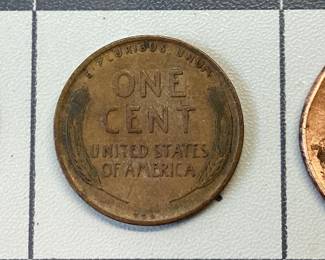 E · PLURIBUS · UNUM
ONE
CENT
UNITED STATES
OF AMERICA